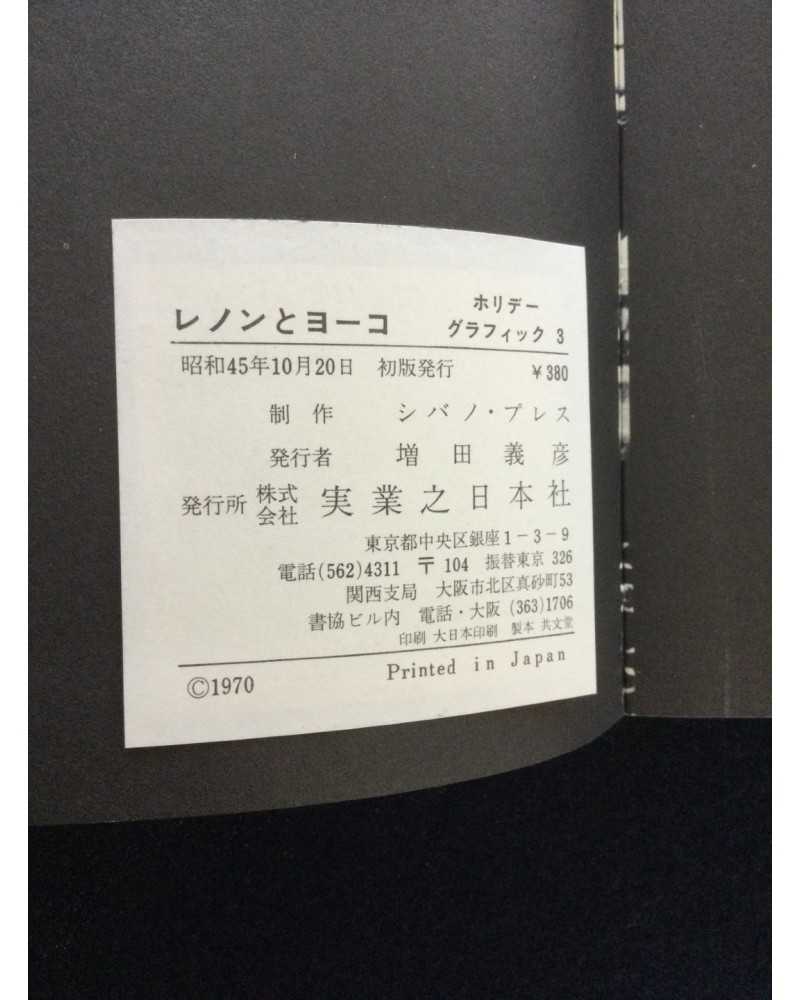 レノンとヨーコ ホリデー
グラフィック 3
昭和45年10月20日 初版発行 ¥380
制作 シバノ・プレス
発行者 増田義彦
発行所 株式会社 実業之日本社
東京都中央区銀座1-3-9
電話(562)4311 〒104 振替東京 326
関西支局 大阪市北区真砂町53
書協ビル内 電話・大阪 (363)1706
印刷 大日本印刷 製本 共文堂
©1970 Printed in Japan